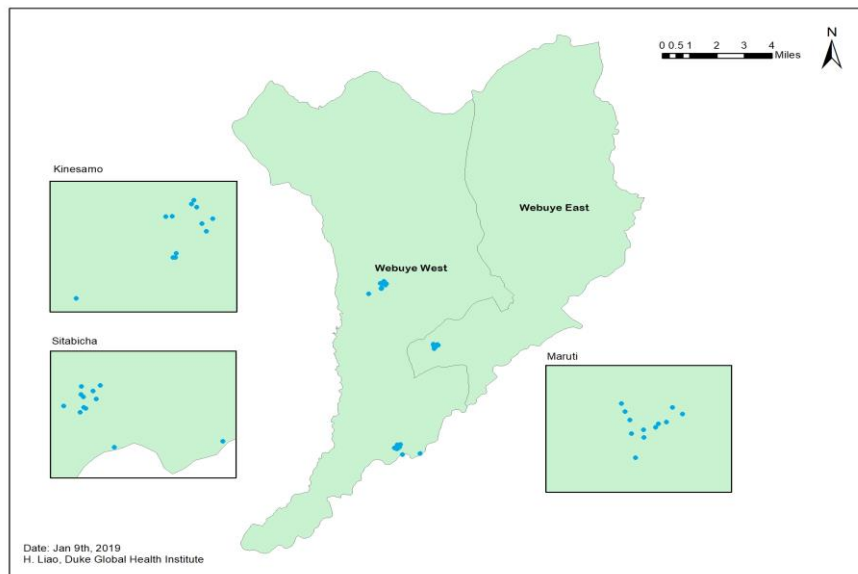 0 0.5 1 2 3 4
Miles
N
Kinesamo
Webuye East
Webuye West
Sitabicha
Maruti
Date: Jan 9th, 2019
H. Liao, Duke Global Health Institute